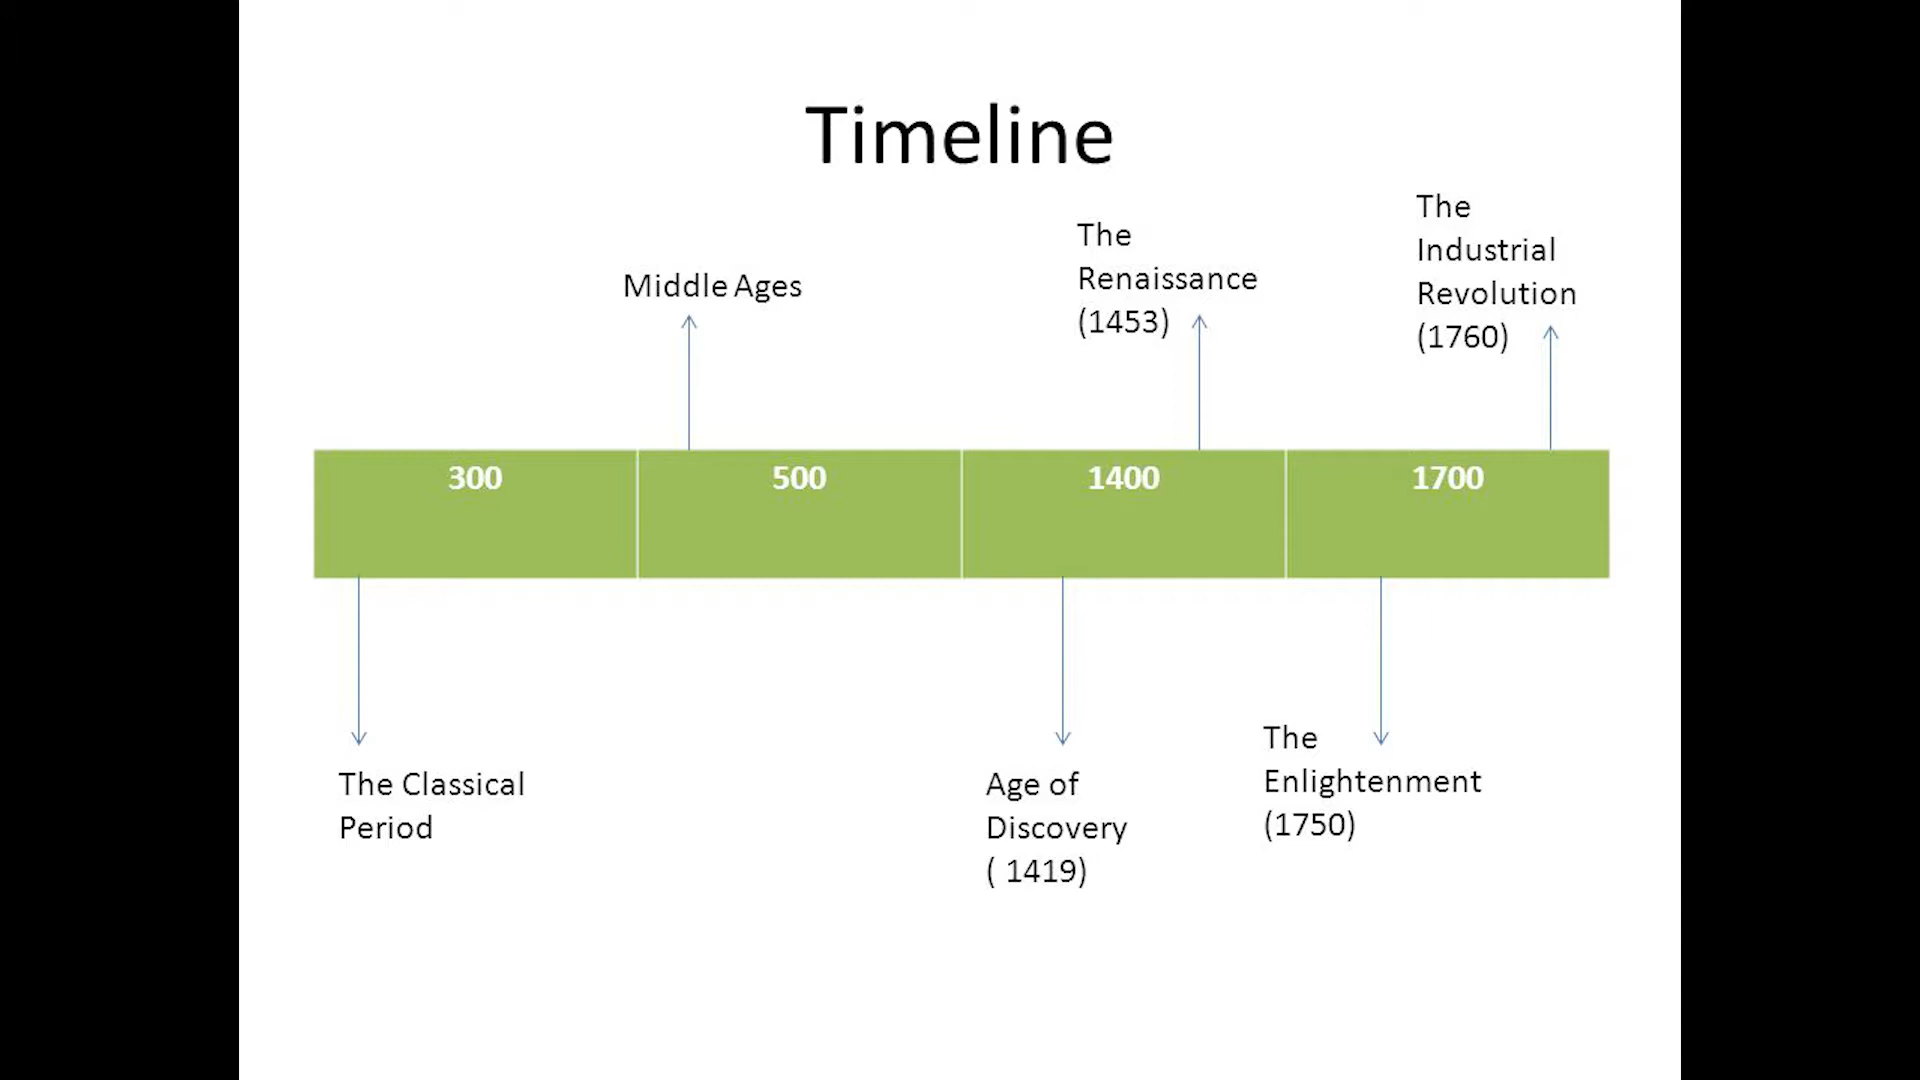 Timeline
Middle Ages
The
Renaissance
(1453)
The
Industrial
Revolution
(1760)
300
500
1400
1700
The Classical
Period
Age of
Discovery
( 1419)
The
Enlightenment
(1750)